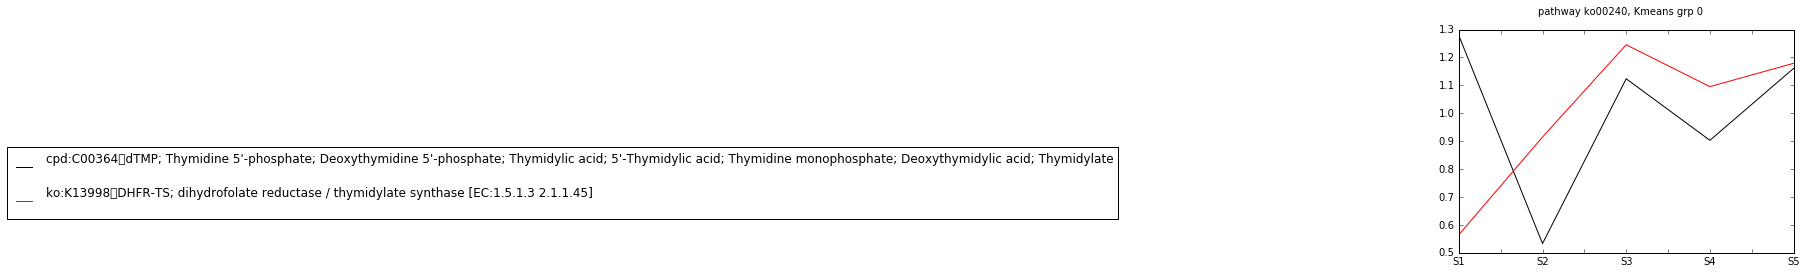 pathway ko00240, Kmeans grp 0
1.3
1.2
1.1
1.0
0.9
0.8
0.7
0.6
0.5
S1 S2 S3 S4 S5
cpd:C00364▯dTMP; Thymidine 5'-phosphate; Deoxythymidine 5'-phosphate; Thymidylic acid; 5'-Thymidylic acid; Thymidine monophosphate; Deoxythymidylic acid; Thymidylate
ko:K13998▯DHFR-TS; dihydrofolate reductase / thymidylate synthase [EC:1.5.1.3 2.1.1.45]